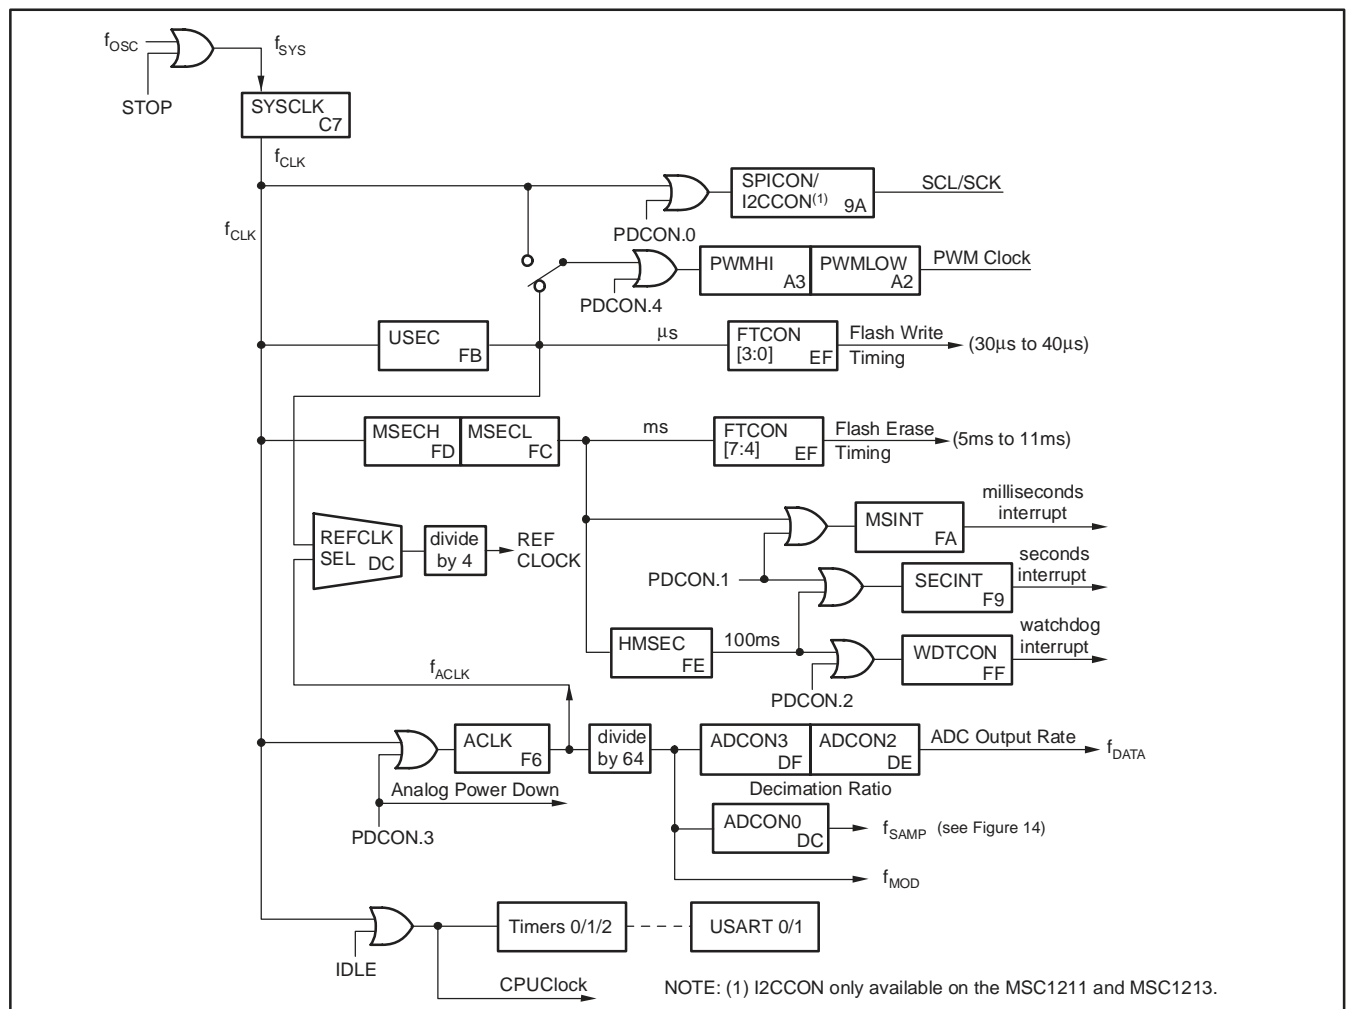 fOSC
fSYS
STOP
SYSCLK
C7
fCLK
fCLK
SPICON/
I2CCON(1)
9A
SCL/SCK
PDCON.0
PWMHI
A3
PWMLOW
A2
PWM Clock
PDCON.4
USEC
FB
μs
FTCON
[3:0]
EF
Flash Write
Timing
(30μs to 40μs)
MSECH
FD
MSECL
FC
ms
FTCON
[7:4]
EF
Flash Erase
Timing
(5ms to 11ms)
milliseconds
interrupt
MSINT
FA
REFCLK
SEL
DC
divide
by 4
REF
CLOCK
PDCON.1
SECINT
F9
seconds
interrupt
HMSEC
FE
100ms
WDTCON
FF
watchdog
interrupt
PDCON.2
fACLK
ACLK
F6
divide
by 64
ADCON3
DF
ADCON2
DE
ADC Output Rate
fDATA
Analog Power Down
Decimation Ratio
PDCON.3
ADCON0
DC
fSAMP (see Figure 14)
fMOD
Timers 0/1/2
USART 0/1
IDLE
CPUClock
NOTE: (1) I2CCON only available on the MSC1211 and MSC1213.